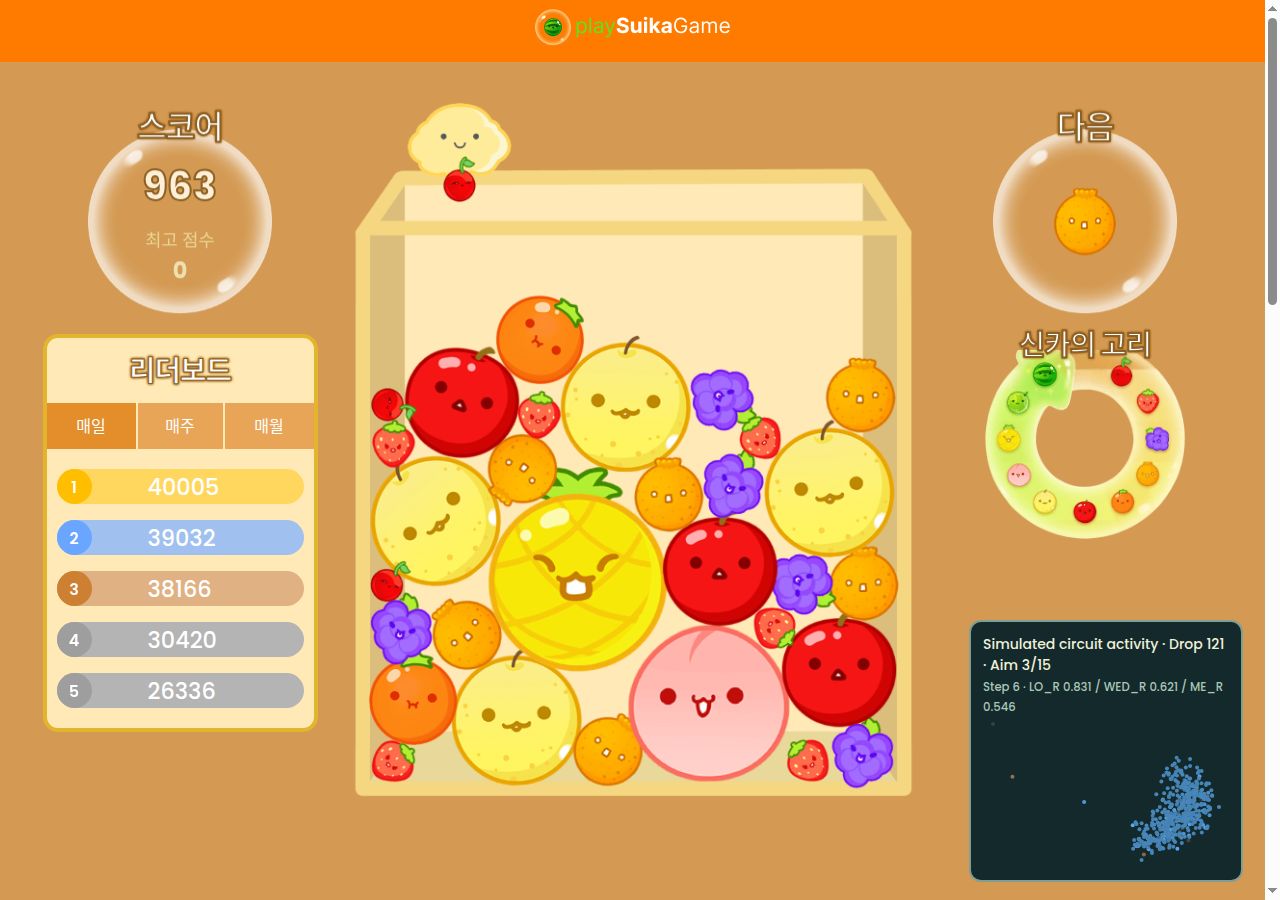 playSuikaGame
스코어
963
최고 점수
0
다음
신카의 고리
리더보드
매일 매주 매월
1 40005
2 39032
3 38166
4 30420
5 26336
Simulated circuit activity · Drop 121
· Aim 3/15
Step 6 · LO_R 0.831 / WED_R 0.621 / ME_R
0.546